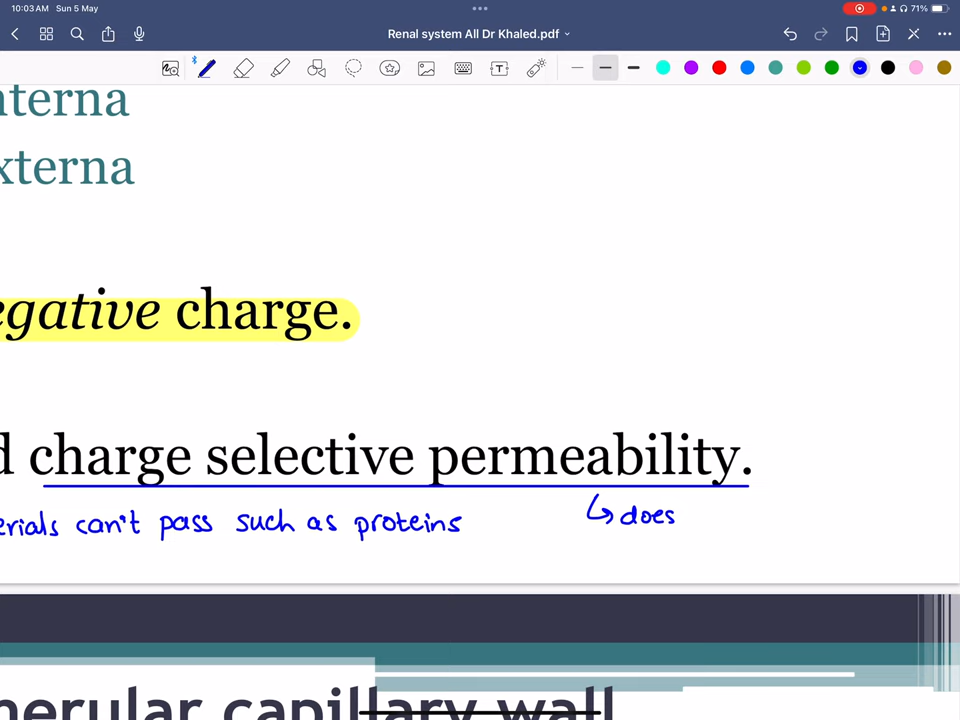 10:03 AM Sun 5 May
71%
Renal system All Dr Khaled.pdf
nterna
xterna
egative charge.
d charge selective permeability.
erials can't pass such as proteins
does
nerular capillary wall